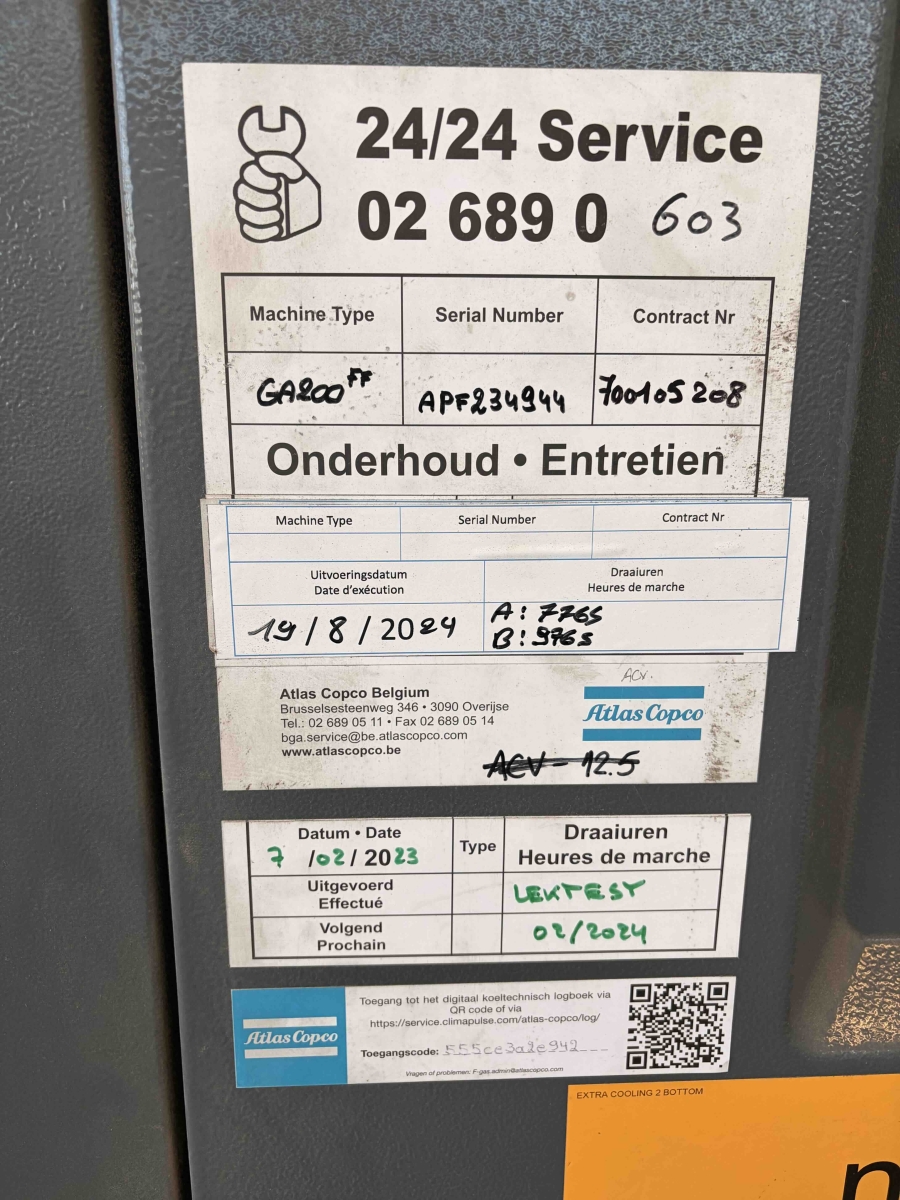 24/24 Service
02 689 0 603
Machine Type Serial Number Contract Nr
GA200 FF APF234944 700105208
Onderhoud • Entretien
Machine Type Serial Number Contract Nr
Uitvoeringsdatum Draaiuren
Date d'exécution Heures de marche
19/8/2024 A: 7765
B: 9765
ACV.
Atlas Copco Belgium
Brusselsesteenweg 346 • 3090 Overijse
Tel.: 02 689 05 11 • Fax 02 689 05 14
bga.service@be.atlascopco.com
www.atlascopco.be
Atlas Copco
ACV - 12.5
Datum • Date Type Draaiuren
7/02/2023 Heures de marche
Uitgevoerd LEKTEST
Effectué
Volgend 02/2024
Prochain
Atlas Copco
Toegang tot het digitaal koeltechnisch logboek via
QR code of via
https://service.climapulse.com/atlas-copco/log/
Toegangscode: 555ce3a2e942
Vragen of problemen: F-gas.admin@atlascopco.com
EXTRA COOLING 2 BOTTOM